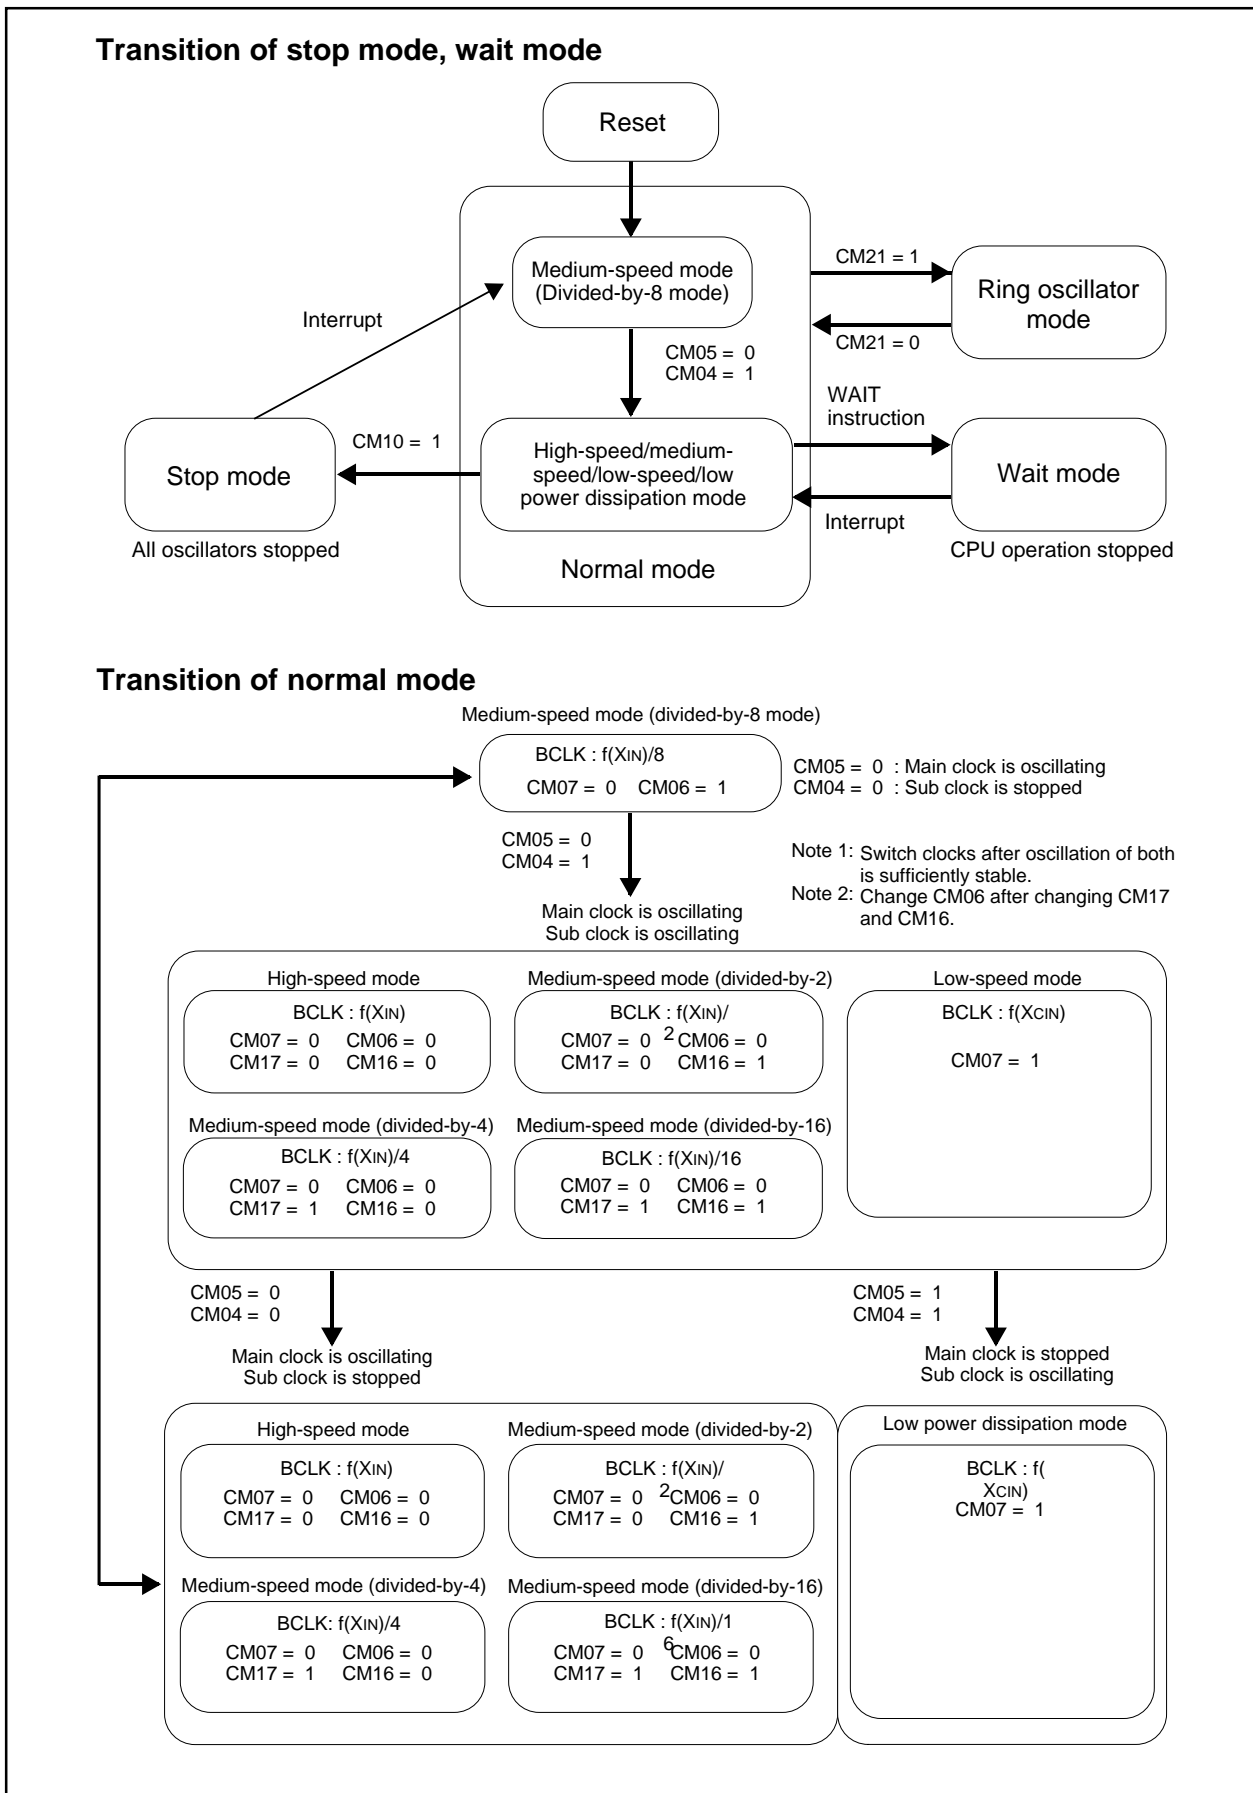 Transition of stop mode, wait mode
Reset
Medium-speed mode
(Divided-by-8 mode)
CM21 = 1
Ring oscillator
mode
CM21 = 0
Interrupt
CM05 = 0
CM04 = 1
WAIT
instruction
CM10 = 1
Stop mode
High-speed/medium-
speed/low-speed/low
power dissipation mode
Wait mode
Interrupt
All oscillators stopped
CPU operation stopped
Normal mode
Transition of normal mode
Medium-speed mode (divided-by-8 mode)
BCLK : f(XIN)/8
CM07 = 0 CM06 = 1
CM05 = 0 : Main clock is oscillating
CM04 = 0 : Sub clock is stopped
CM05 = 0
CM04 = 1
Note 1: Switch clocks after oscillation of both
is sufficiently stable.
Note 2: Change CM06 after changing CM17
and CM16.
Main clock is oscillating
Sub clock is oscillating
High-speed mode
BCLK : f(XIN)
CM07 = 0 CM06 = 0
CM17 = 0 CM16 = 0
Medium-speed mode (divided-by-2)
BCLK : f(XIN)/
2
CM07 = 0 CM06 = 0
CM17 = 0 CM16 = 1
Low-speed mode
BCLK : f(XCIN)
CM07 = 1
Medium-speed mode (divided-by-4)
BCLK : f(XIN)/4
CM07 = 0 CM06 = 0
CM17 = 1 CM16 = 0
Medium-speed mode (divided-by-16)
BCLK : f(XIN)/16
CM07 = 0 CM06 = 0
CM17 = 1 CM16 = 1
CM05 = 0
CM04 = 0
CM05 = 1
CM04 = 1
Main clock is oscillating
Sub clock is stopped
Main clock is stopped
Sub clock is oscillating
High-speed mode
BCLK : f(XIN)
CM07 = 0 CM06 = 0
CM17 = 0 CM16 = 0
Medium-speed mode (divided-by-2)
BCLK : f(XIN)/
2
CM07 = 0 CM06 = 0
CM17 = 0 CM16 = 1
Low power dissipation mode
BCLK : f(
XCIN)
CM07 = 1
Medium-speed mode (divided-by-4)
BCLK: f(XIN)/4
CM07 = 0 CM06 = 0
CM17 = 1 CM16 = 0
Medium-speed mode (divided-by-16)
BCLK : f(XIN)/1
6
CM07 = 0 CM06 = 0
CM17 = 1 CM16 = 1